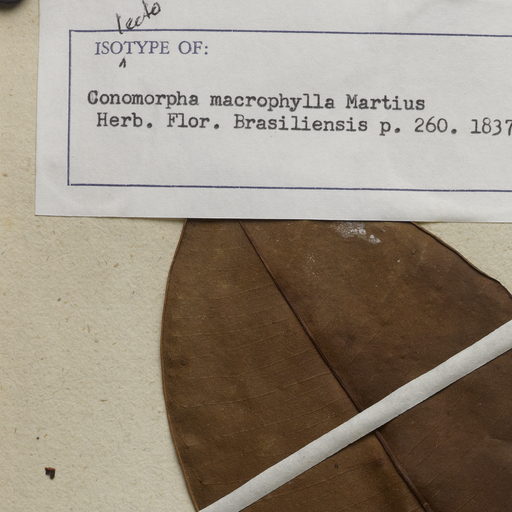 lecto
ISOTYPE OF:
^
Conomorpha macrophylla Martius
Herb. Flor. Brasiliensis p. 260. 1837